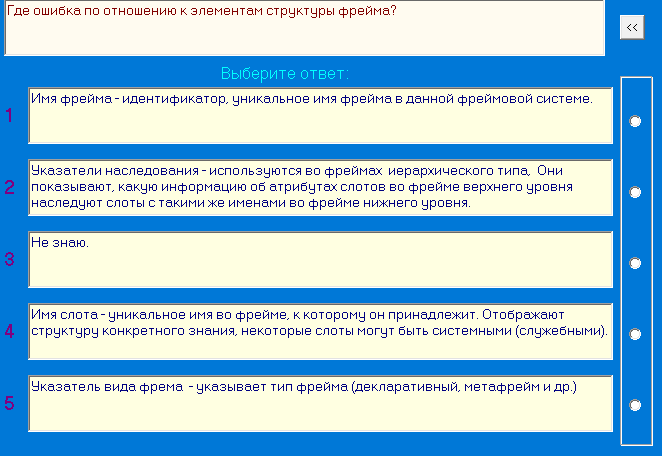 Где ошибка по отношению к элементам структуры фрейма?
<<
Выберите ответ:
1
Имя фрейма - идентификатор, уникальное имя фрейма в данной фреймовой системе.
2
Указатели наследования - используются во фреймах иерархического типа, Они
показывают, какую информацию об атрибутах слотов во фрейме верхнего уровня
наследуют слоты с такими же именами во фрейме нижнего уровня.
3
Не знаю.
4
Имя слота - уникальное имя во фрейме, к которому он принадлежит. Отображают
структуру конкретного знания, некоторые слоты могут быть системными (служебными).
5
Указатель вида фрема - указывает тип фрейма (декларативный, метафрейм и др.)